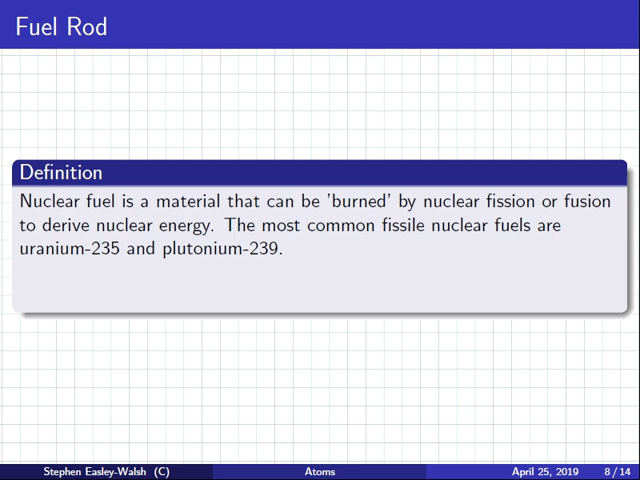 Fuel Rod
Definition
Nuclear fuel is a material that can be 'burned' by nuclear fission or fusion
to derive nuclear energy. The most common fissile nuclear fuels are
uranium-235 and plutonium-239.
Stephen Easley-Walsh (C) Atoms April 25, 2019 8 / 14